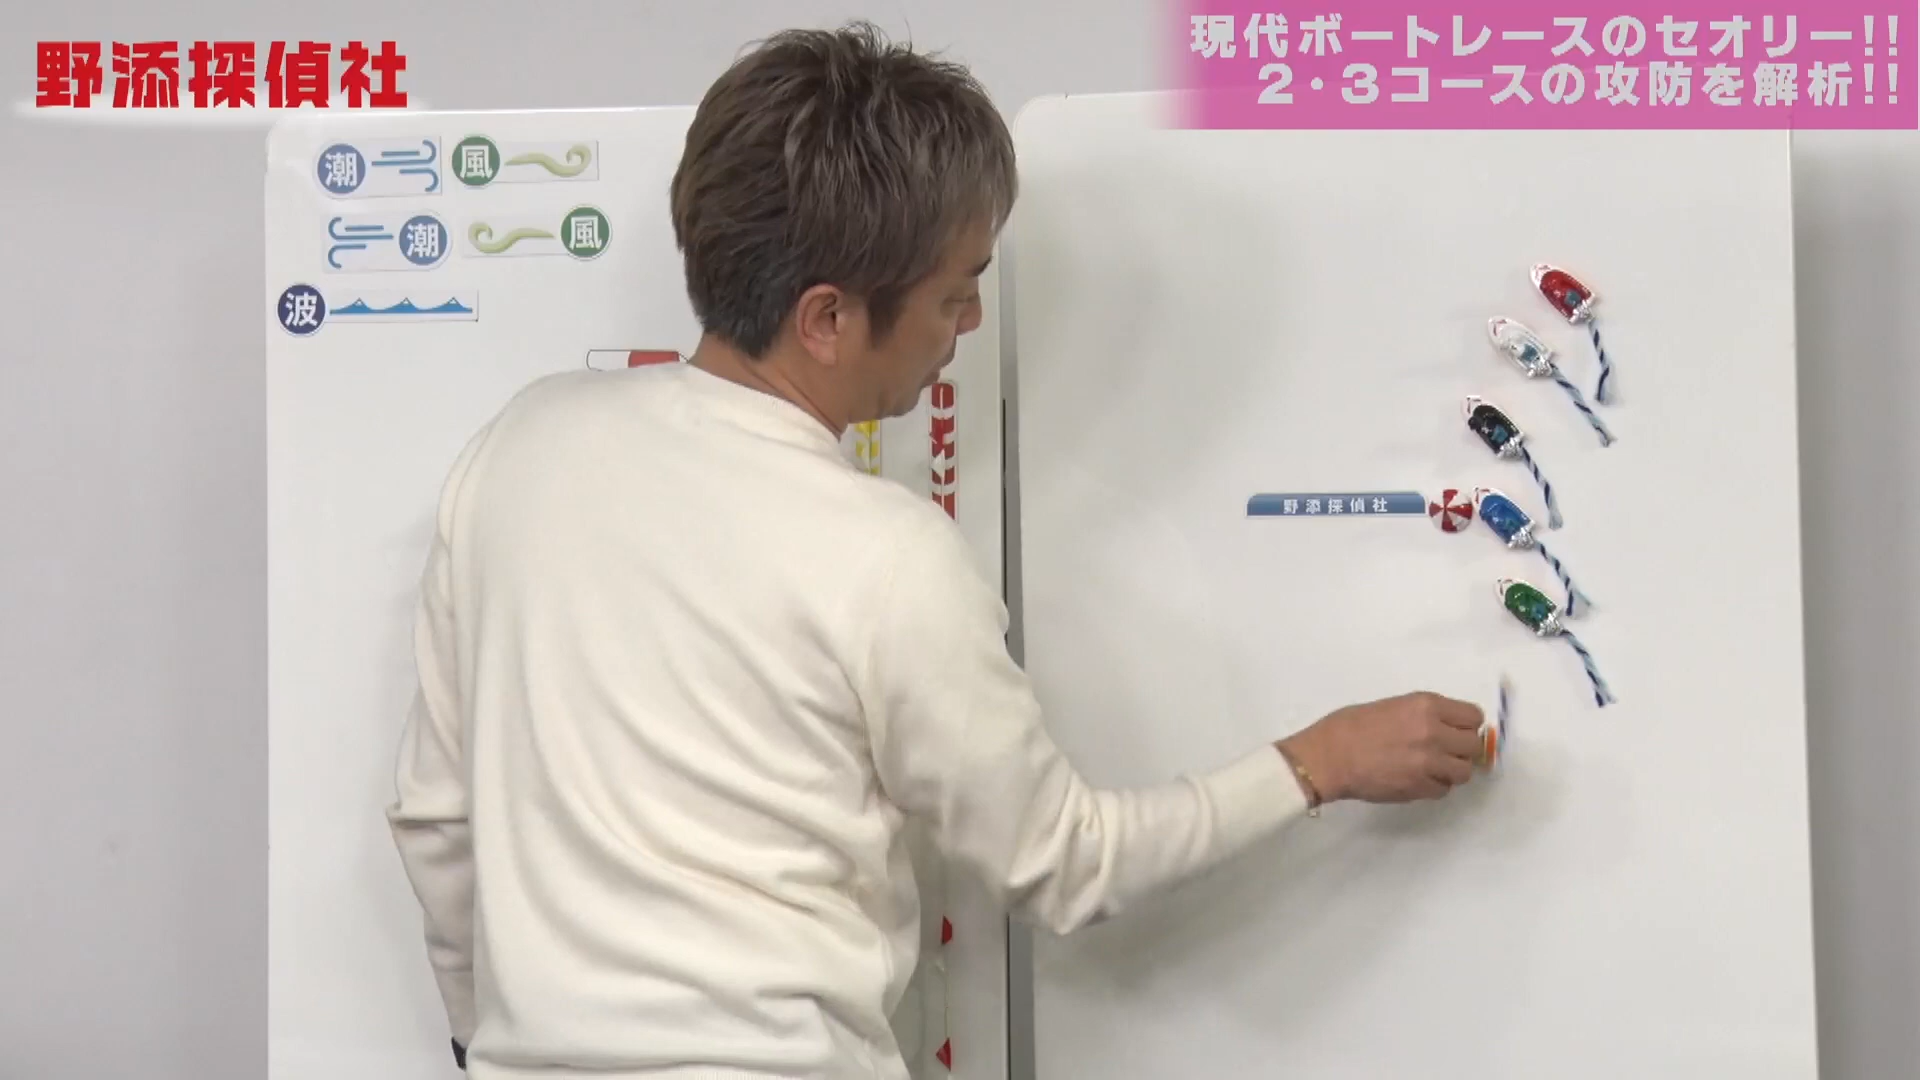 野添探偵社
現代ボートレースのセオリー!!
2・3コースの攻防を解析!!
潮 風
潮 風
波
野添探偵社